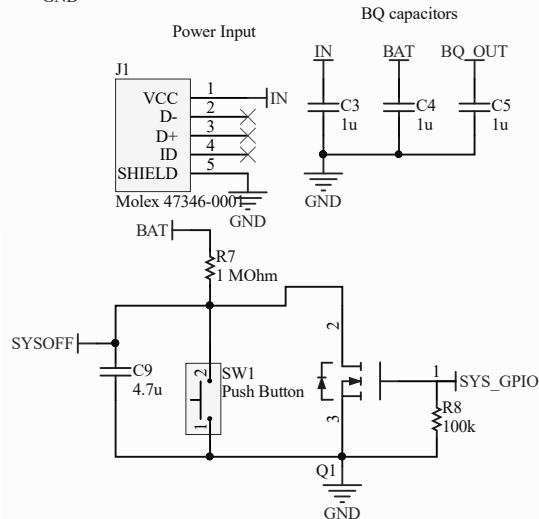 GND
Power Input
BQ capacitors
J1
VCC 1 IN
D- 2
D+ 3
ID 4
SHIELD 5
Molex 47346-0001
GND
IN BAT BQ_OUT
C3 C4 C5
1u 1u 1u
GND
BAT
R7
1 MOhm
SYSOFF
C9
4.7u
2 SW1
Push Button
1
2
1 SYS_GPIO
R8
100k
3
Q1
GND